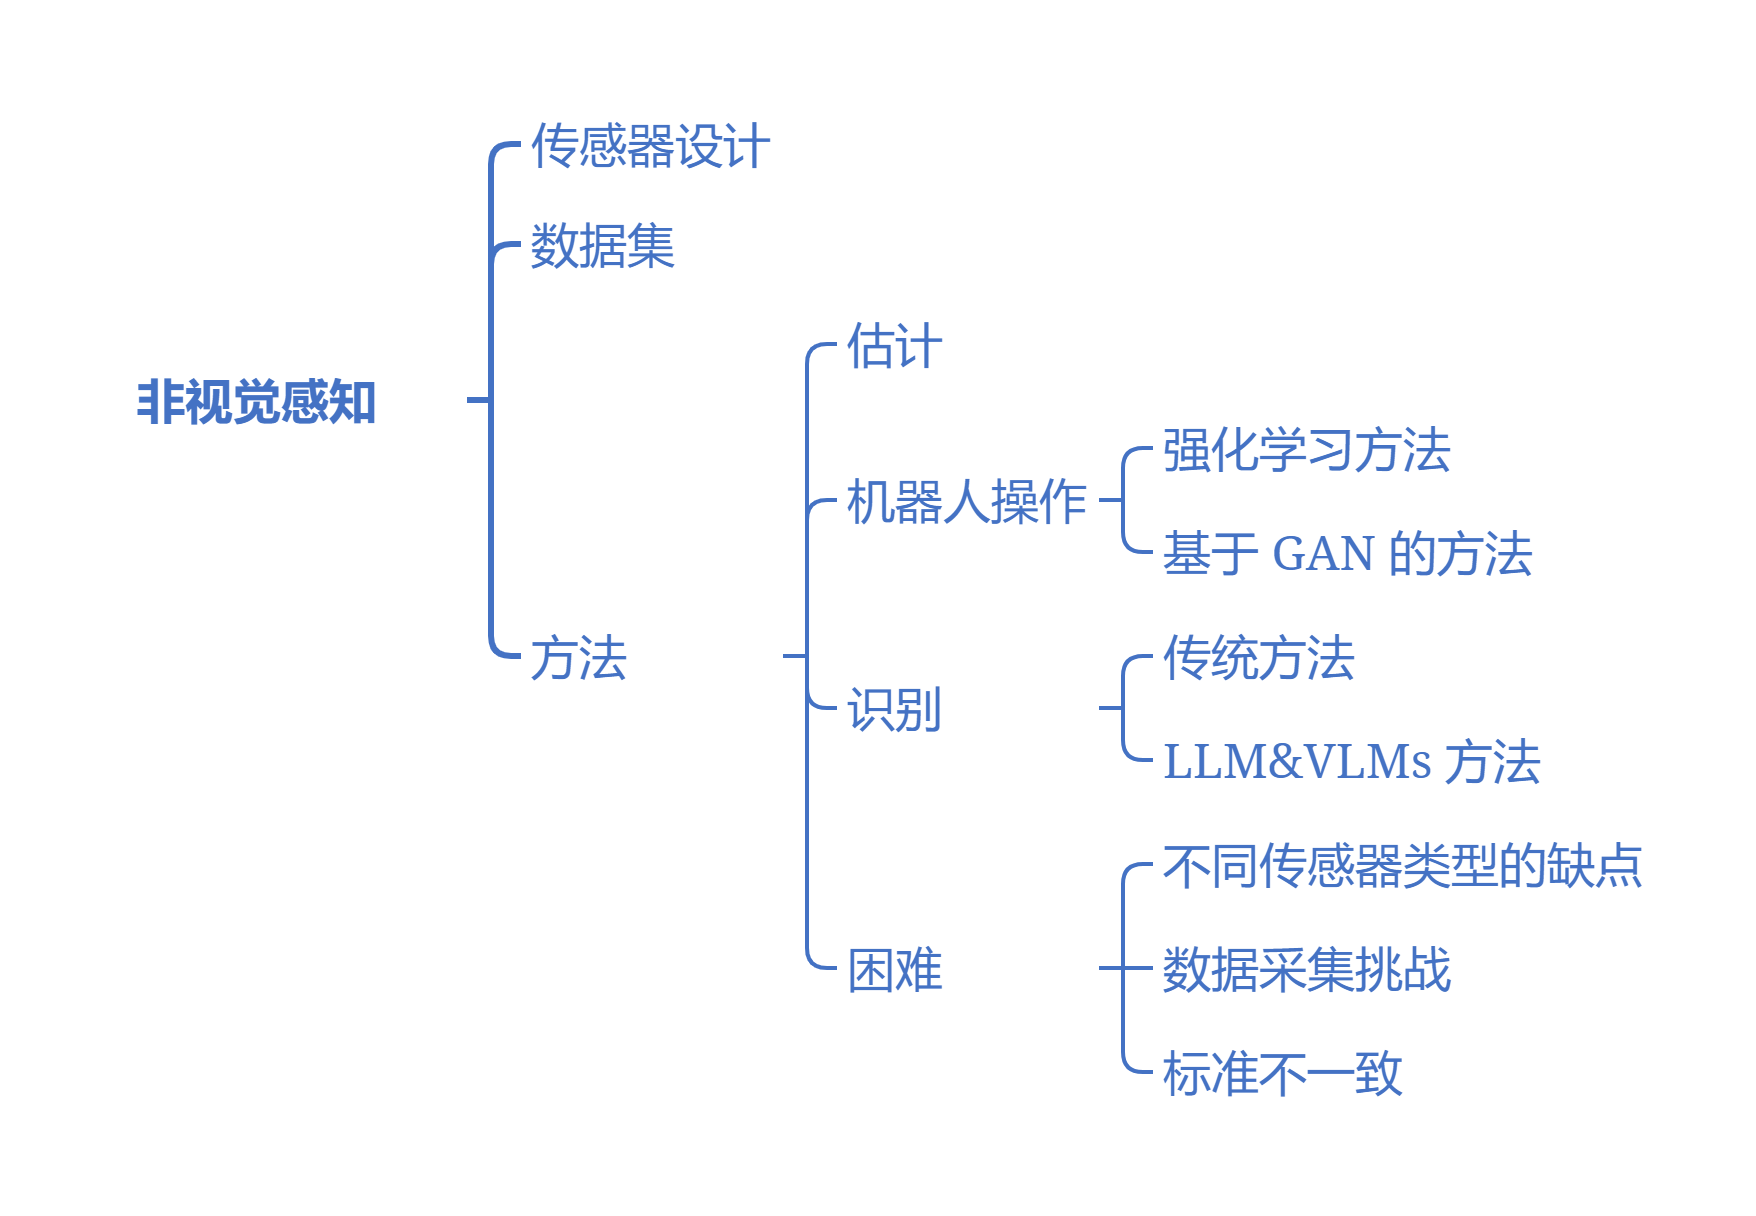 传感器设计
数据集
非视觉感知
方法
估计
机器人操作
强化学习方法
基于 GAN 的方法
识别
传统方法
LLM&VLMs 方法
困难
不同传感器类型的缺点
数据采集挑战
标准不一致